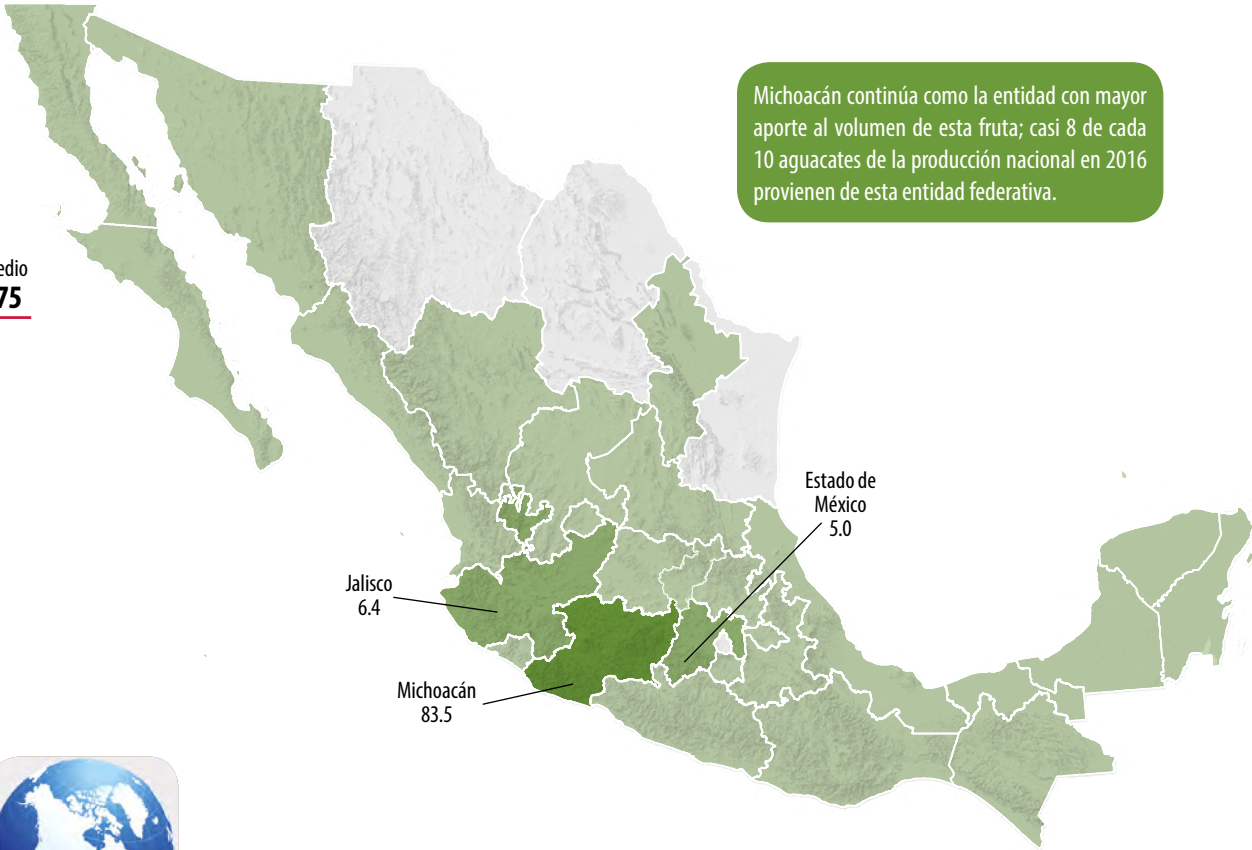 Michoacán continúa como la entidad con mayor
aporte al volumen de esta fruta; casi 8 de cada
10 aguacates de la producción nacional en 2016
provienen de esta entidad federativa.
75
Estado de
México
5.0
Jalisco
6.4
Michoacán
83.5